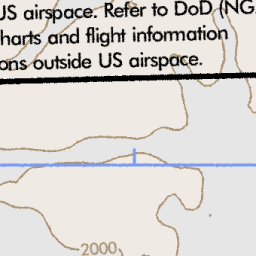 US airspace. Refer to DoD (NG
harts and flight information
ons outside US airspace.
2000